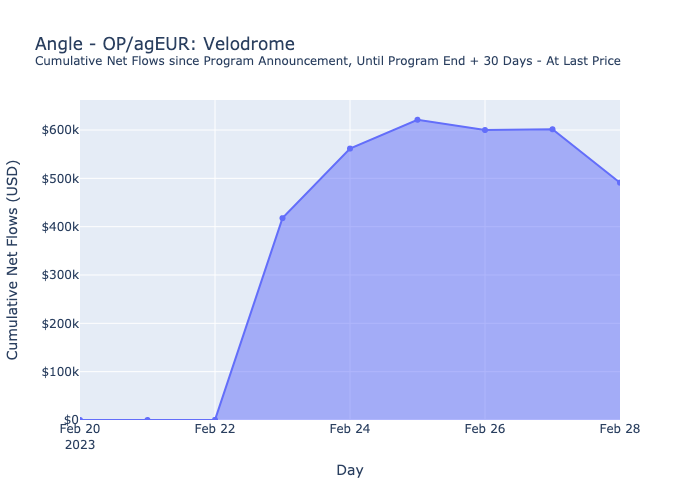 Angle - OP/agEUR: Velodrome
Cumulative Net Flows since Program Announcement, Until Program End + 30 Days - At Last Price
Cumulative Net Flows (USD)
$600k
$500k
$400k
$300k
$200k
$100k
$0
Feb 20
2023
Feb 22
Feb 24
Feb 26
Feb 28
Day